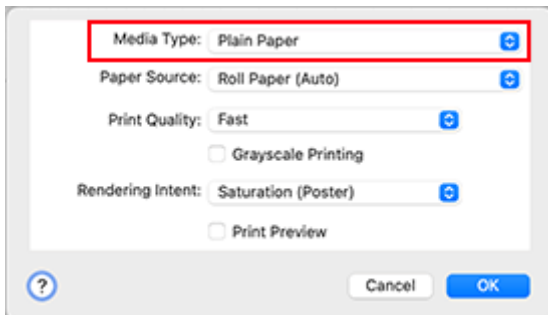 Media Type: Plain Paper
Paper Source: Roll Paper (Auto)
Print Quality: Fast
Grayscale Printing
Rendering Intent: Saturation (Poster)
Print Preview
? Cancel OK